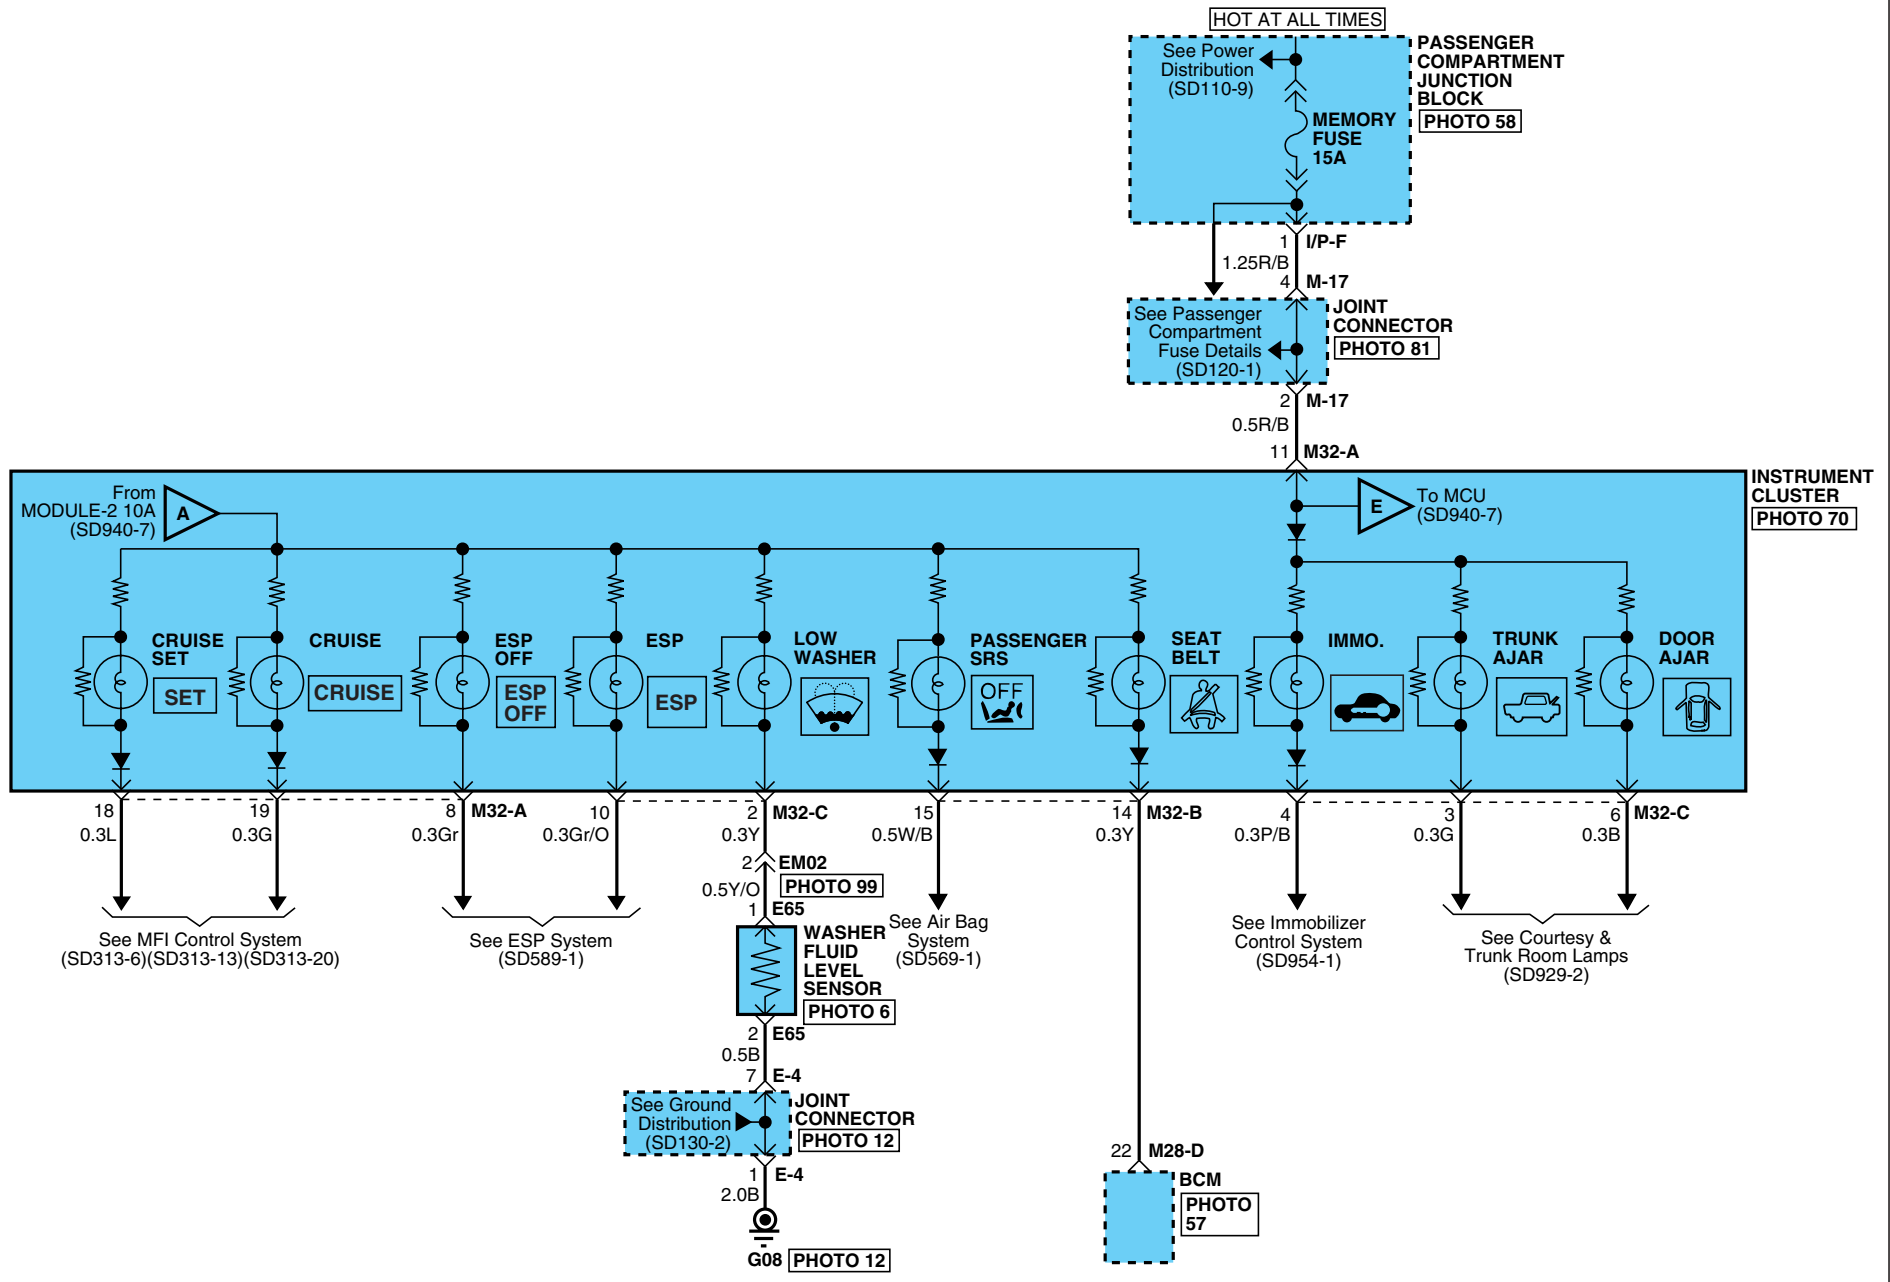 HOT AT ALL TIMES
See Power
Distribution
(SD110-9)
MEMORY
FUSE
15A
PASSENGER
COMPARTMENT
JUNCTION
BLOCK
PHOTO 58
1 I/P-F
1.25R/B
4 M-17
See Passenger
Compartment
Fuse Details
(SD120-1)
JOINT
CONNECTOR
PHOTO 81
2 M-17
0.5R/B
11 M32-A
INSTRUMENT
CLUSTER
PHOTO 70
From
MODULE-2 10A
(SD940-7)
A
E
To MCU
(SD940-7)
CRUISE
SET
SET
CRUISE
CRUISE
ESP
OFF
ESP
OFF
ESP
ESP
LOW
WASHER
PASSENGER
SRS
OFF
SEAT
BELT
IMMO.
TRUNK
AJAR
DOOR
AJAR
18
0.3L
19
0.3G
8 M32-A
0.3Gr
10
0.3Gr/O
2 M32-C
0.3Y
15
0.5W/B
14 M32-B
0.3Y
4
0.3P/B
3
0.3G
6 M32-C
0.3B
See MFI Control System
(SD313-6)(SD313-13)(SD313-20)
See ESP System
(SD589-1)
2 EM02
PHOTO 99
0.5Y/O
1 E65
WASHER
FLUID
LEVEL
SENSOR
PHOTO 6
See Air Bag
System
(SD569-1)
See Immobilizer
Control System
(SD954-1)
See Courtesy &
Trunk Room Lamps
(SD929-2)
2 E65
0.5B
7 E-4
See Ground
Distribution
(SD130-2)
JOINT
CONNECTOR
PHOTO 12
1 E-4
2.0B
G08 PHOTO 12
22 M28-D
BCM
PHOTO
57